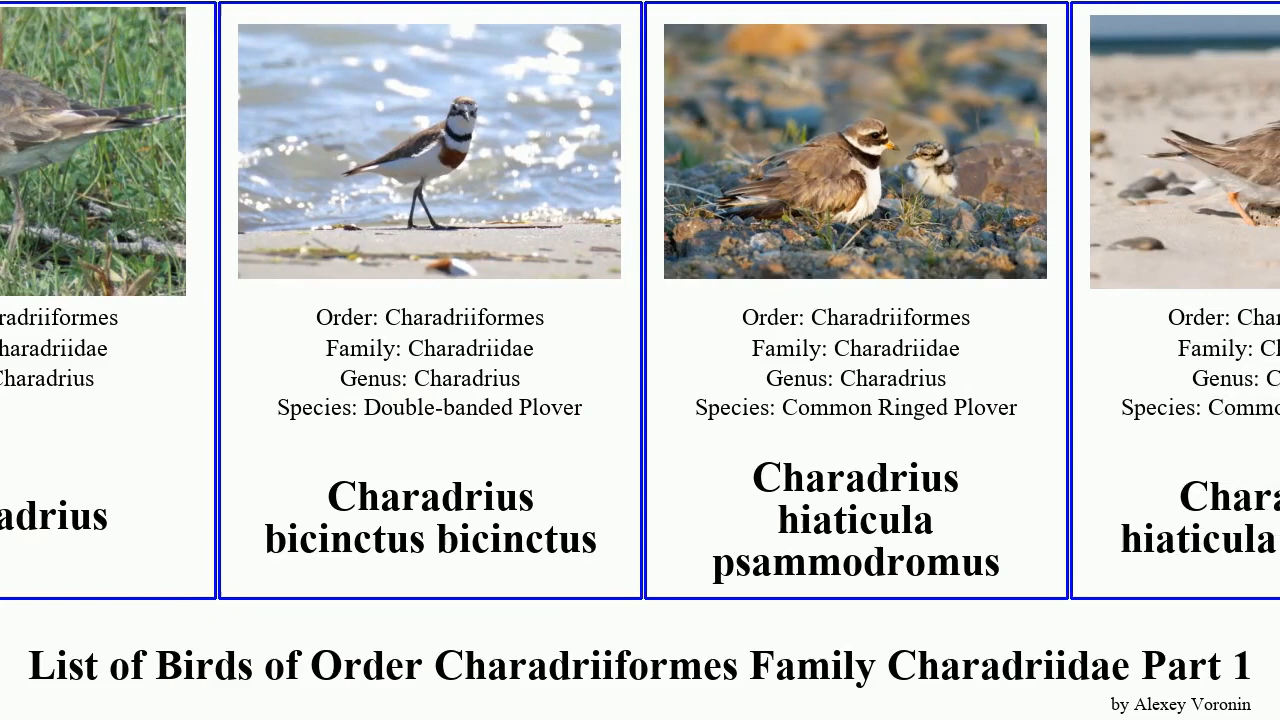 radriiformes
haradriidae
Charadrius
adrius
Order: Charadriiformes
Family: Charadriidae
Genus: Charadrius
Species: Double-banded Plover
Charadrius
bicinctus bicinctus
Order: Charadriiformes
Family: Charadriidae
Genus: Charadrius
Species: Common Ringed Plover
Charadrius
hiaticula
psammodromus
Order: Char
Family: Ch
Genus: C
Species: Commo
Chara
hiaticula
List of Birds of Order Charadriiformes Family Charadriidae Part 1
by Alexey Voronin